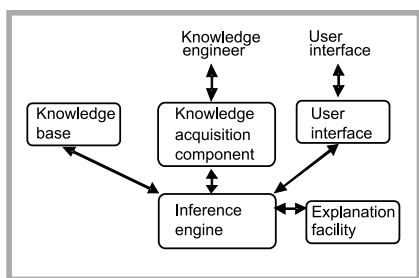 Knowledge
engineer
User
interface
Knowledge
base
Knowledge
acquisition
component
User
interface
Inference
engine
Explanation
facility